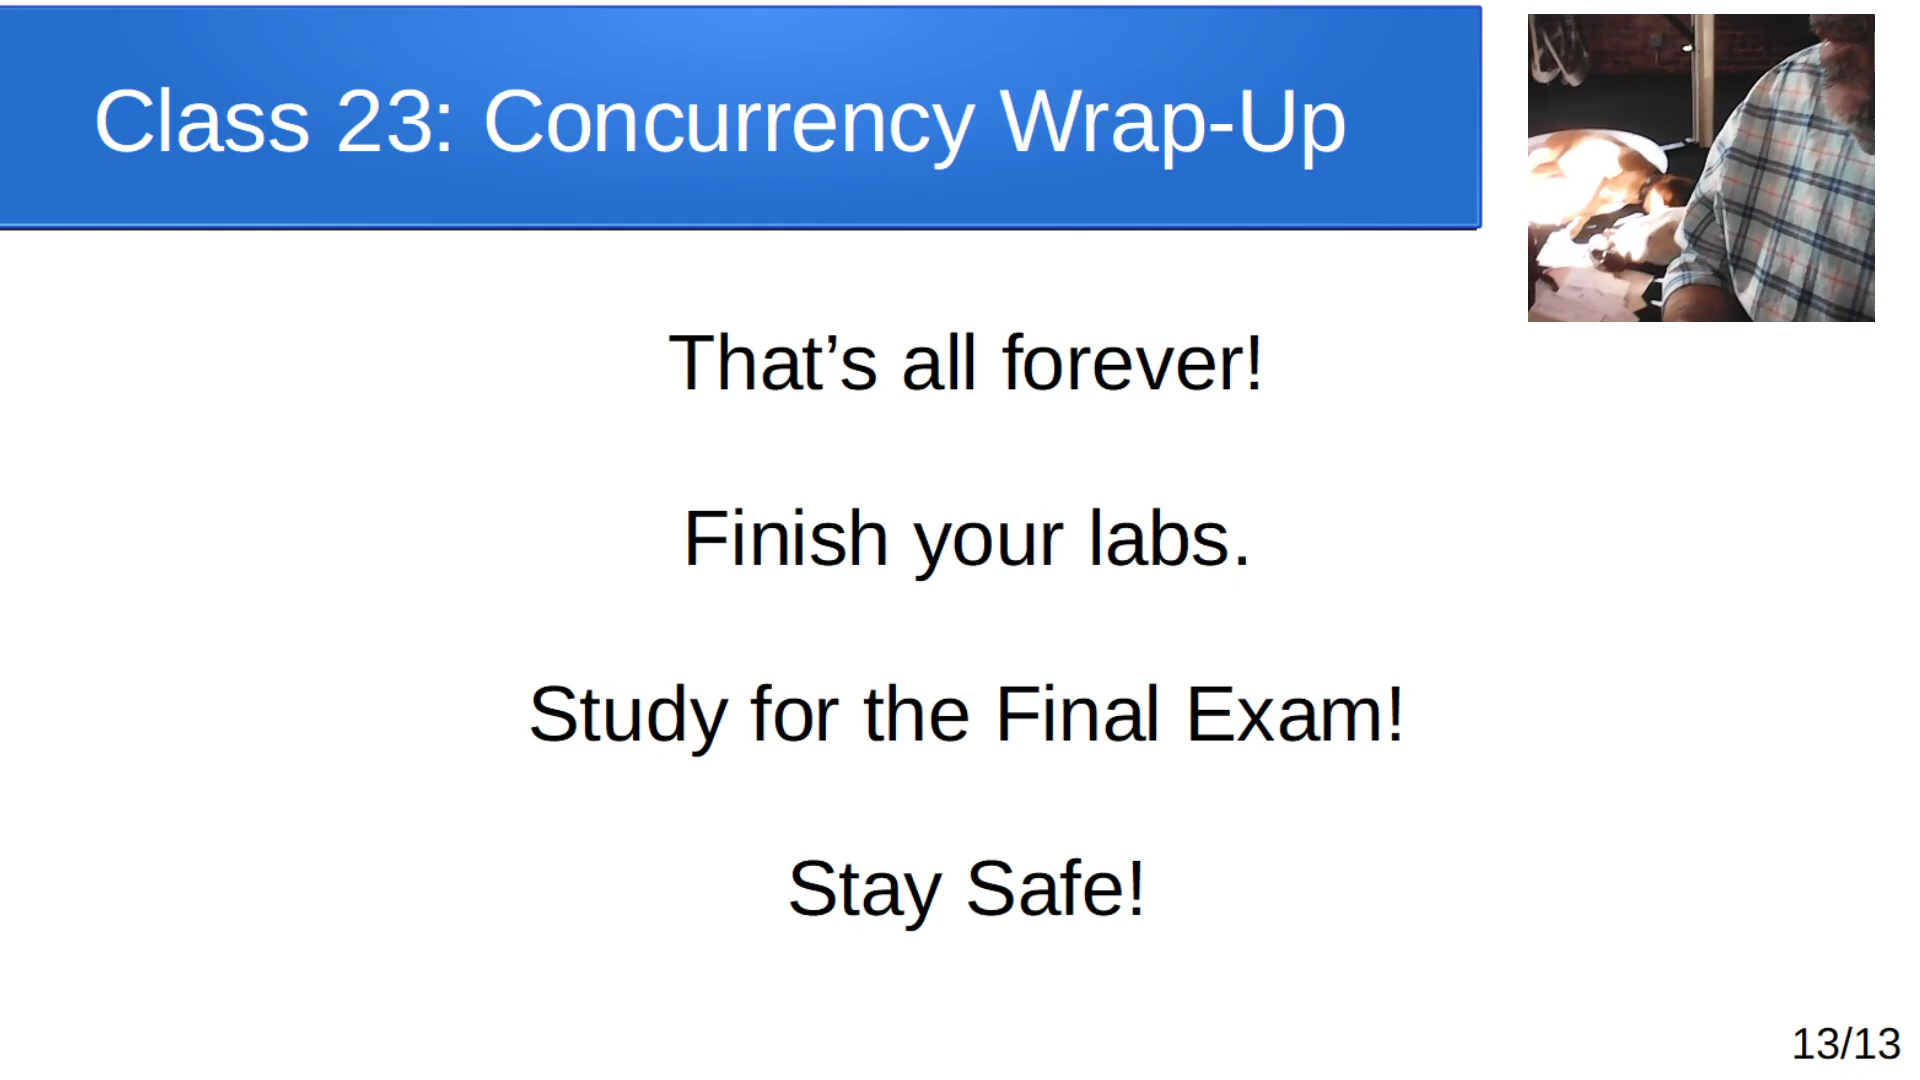 Class 23: Concurrency Wrap-Up
That’s all forever!
Finish your labs.
Study for the Final Exam!
Stay Safe!
13/13